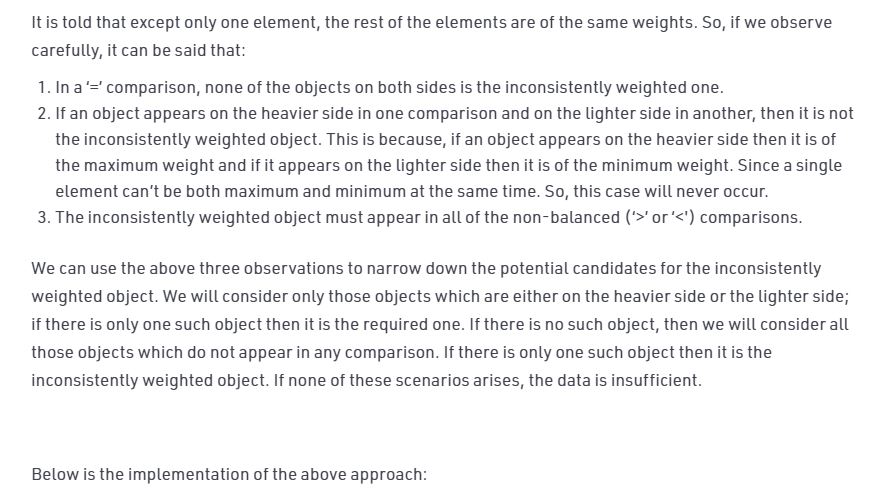 It is told that except only one element, the rest of the elements are of the same weights. So, if we observe
carefully, it can be said that:
1. In a ‘=’ comparison, none of the objects on both sides is the inconsistently weighted one.
2. If an object appears on the heavier side in one comparison and on the lighter side in another, then it is not
the inconsistently weighted object. This is because, if an object appears on the heavier side then it is of
the maximum weight and if it appears on the lighter side then it is of the minimum weight. Since a single
element can’t be both maximum and minimum at the same time. So, this case will never occur.
3. The inconsistently weighted object must appear in all of the non-balanced (‘>’ or ‘<') comparisons.
We can use the above three observations to narrow down the potential candidates for the inconsistently
weighted object. We will consider only those objects which are either on the heavier side or the lighter side;
if there is only one such object then it is the required one. If there is no such object, then we will consider all
those objects which do not appear in any comparison. If there is only one such object then it is the
inconsistently weighted object. If none of these scenarios arises, the data is insufficient.
Below is the implementation of the above approach: